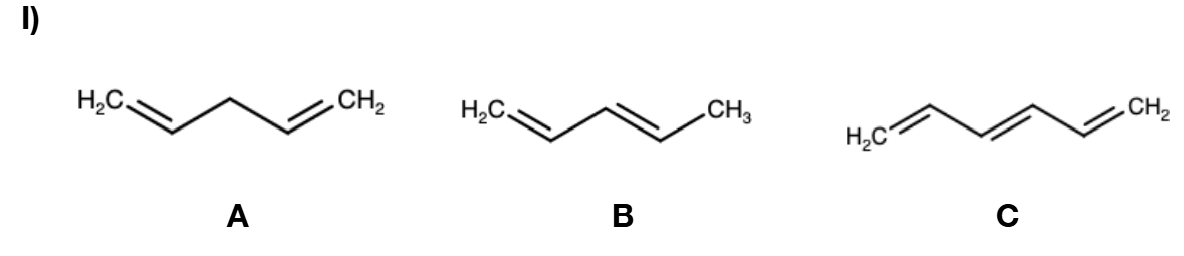 I)
H₂C CH₂ H₂C CH₃ H₂C CH₂
A B C